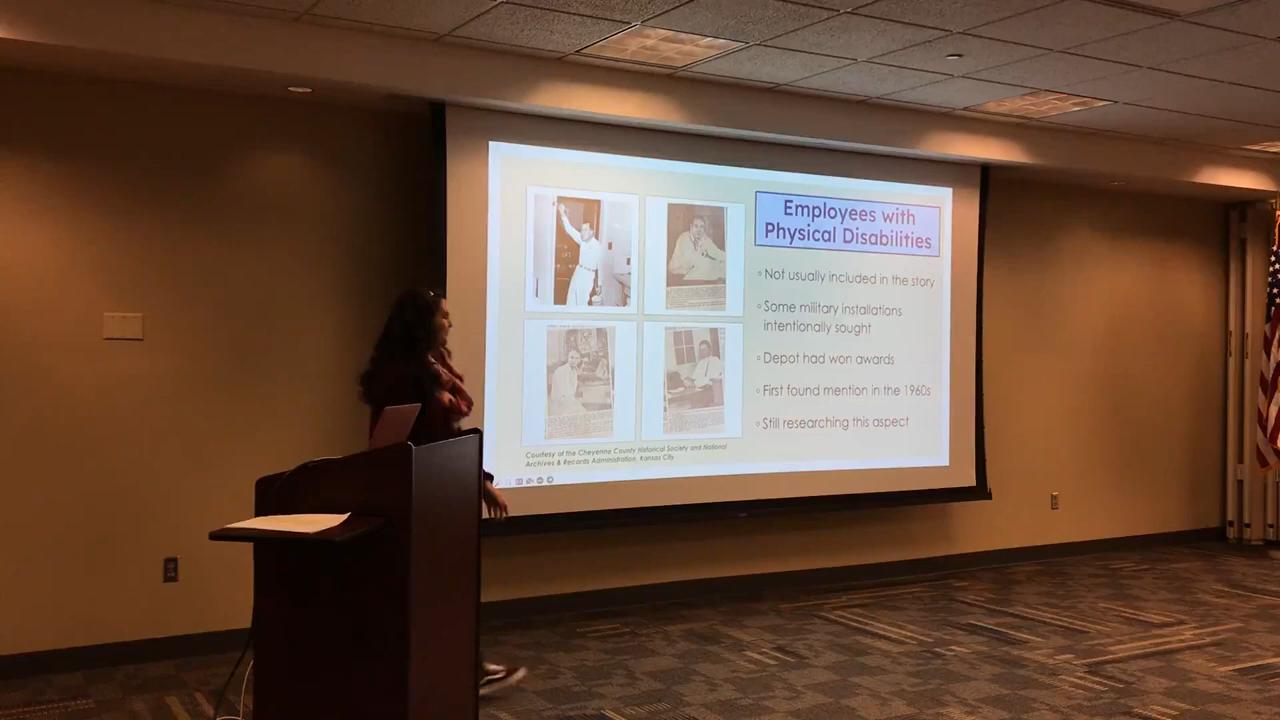 Employees with
Physical Disabilities
Not usually included in the story
Some military installations
intentionally sought
Depot had won awards
First found mention in the 1960s
Still researching this aspect
Courtesy of the Cheyenne County Historical Society and National
Archives & Records Administration, Kansas City